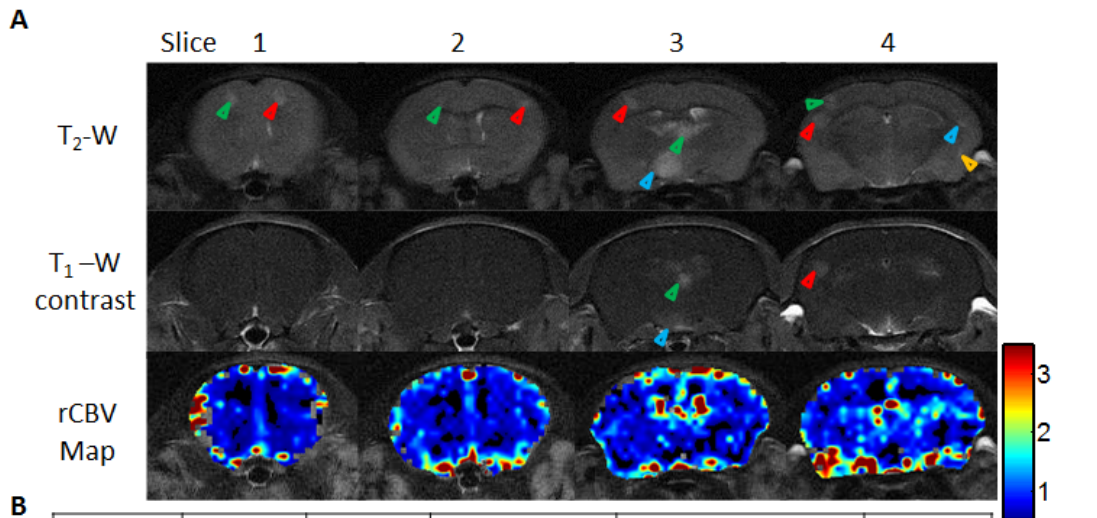 A
Slice 1 2 3 4
T₂-W
T₁ –W
contrast
rCBV
Map
3
2
1
B